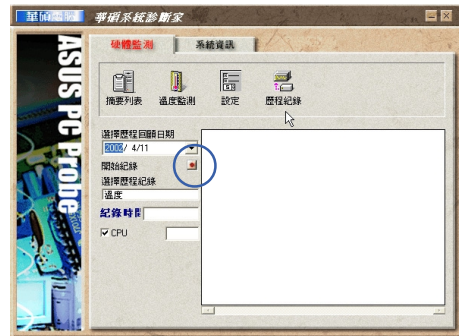 華碩電腦 華碩系統診斷家
ASUS PC Probe
硬體監測 系統資訊
摘要列表 溫度監測 設定 歷程紀錄
選擇歷程回顧日期
2002/ 4/11
開始紀錄
選擇歷程紀錄
溫度
紀錄時間
CPU